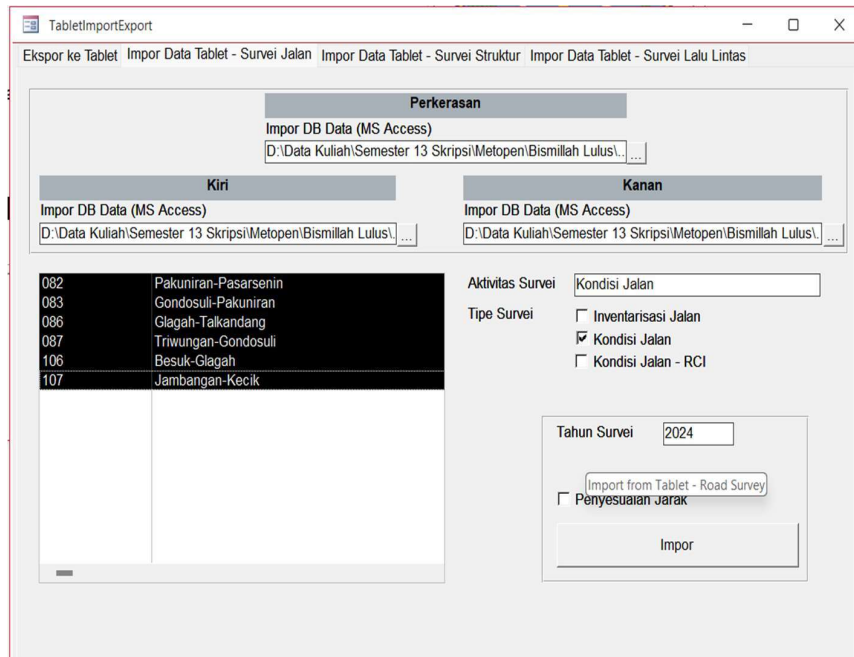 TabletImportExport
Ekspor ke Tablet Impor Data Tablet - Survei Jalan Impor Data Tablet - Survei Struktur Impor Data Tablet - Survei Lalu Lintas
Perkerasan
Impor DB Data (MS Access)
D:\Data Kuliah\Semester 13 Skripsi\Metopen\Bismillah Lulus\.. ...
Kiri
Impor DB Data (MS Access)
D:\Data Kuliah\Semester 13 Skripsi\Metopen\Bismillah Lulus\. ...
Kanan
Impor DB Data (MS Access)
D:\Data Kuliah\Semester 13 Skripsi\Metopen\Bismillah Lulus\. ...
082 Pakuniran-Pasarsenin
083 Gondosuli-Pakuniran
086 Glagah-Talkandang
087 Triwungan-Gondosuli
106 Besuk-Glagah
107 Jambangan-Kecik
Aktivitas Survei Kondisi Jalan
Tipe Survei
Inventarisasi Jalan
Kondisi Jalan
Kondisi Jalan - RCI
Tahun Survei 2024
Import from Tablet - Road Survey
Penyesuaian Jarak
Impor